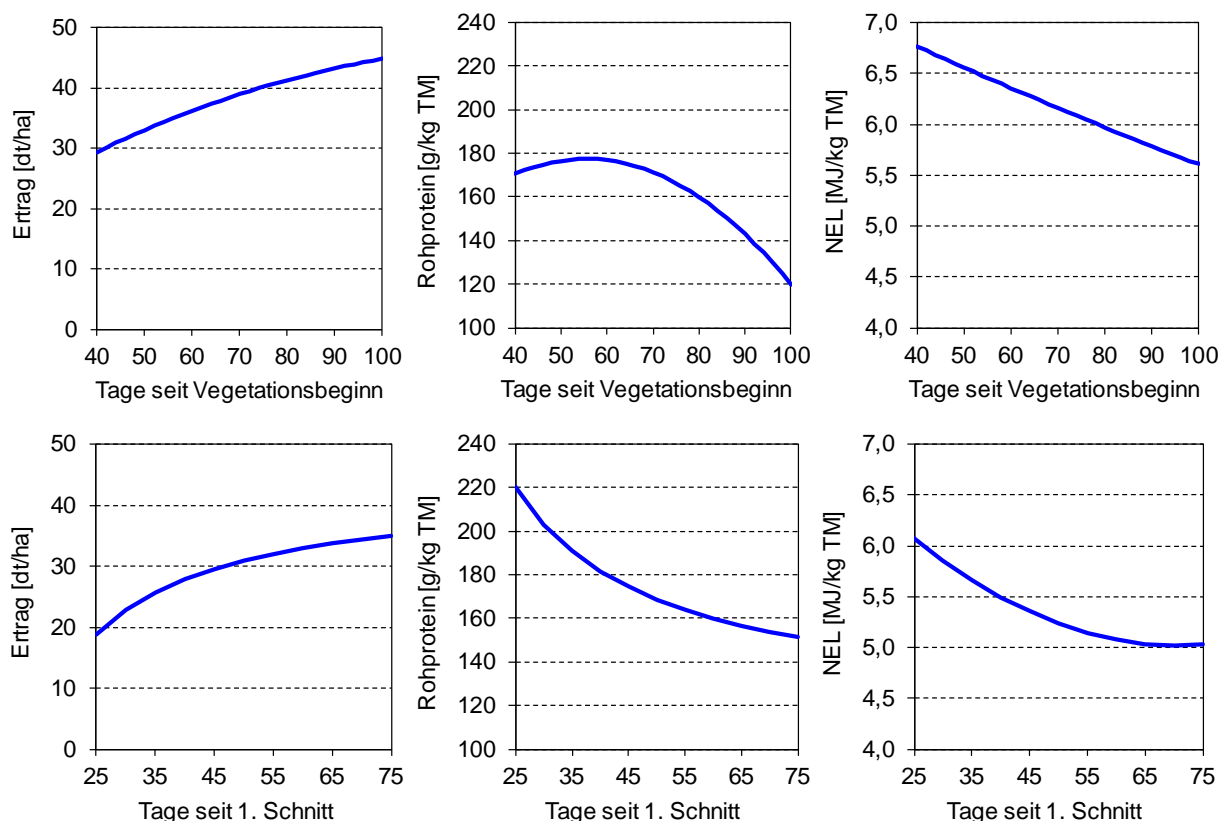 Ertrag [dt/ha]
50
40
30
20
10
0
40 50 60 70 80 90 100
Tage seit Vegetationsbeginn
Rohprotein [g/kg TM]
240
220
200
180
160
140
120
100
40 50 60 70 80 90 100
Tage seit Vegetationsbeginn
NEL [MJ/kg TM]
7,0
6,5
6,0
5,5
5,0
4,5
4,0
40 50 60 70 80 90 100
Tage seit Vegetationsbeginn
Ertrag [dt/ha]
50
40
30
20
10
0
25 35 45 55 65 75
Tage seit 1. Schnitt
Rohprotein [g/kg TM]
240
220
200
180
160
140
120
100
25 35 45 55 65 75
Tage seit 1. Schnitt
NEL [MJ/kg TM]
7,0
6,5
6,0
5,5
5,0
4,5
4,0
25 35 45 55 65 75
Tage seit 1. Schnitt